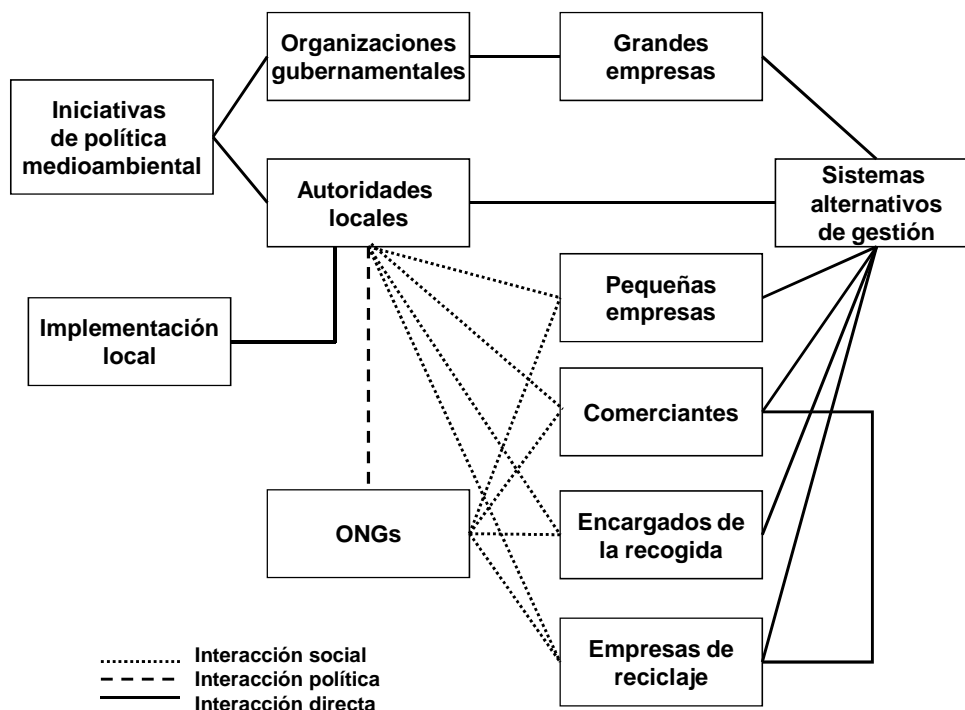 Organizaciones
gubernamentales
Grandes
empresas
Iniciativas
de política
medioambiental
Autoridades
locales
Sistemas
alternativos
de gestión
Pequeñas
empresas
Implementación
local
Comerciantes
ONGs
Encargados de
la recogida
Empresas de
reciclaje
Interacción social
Interacción política
Interacción directa